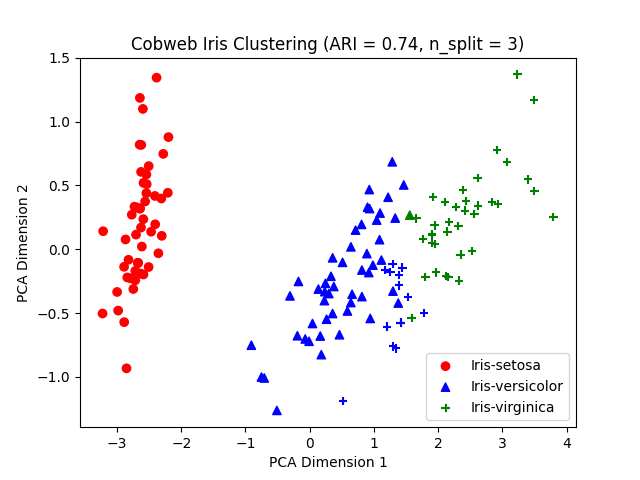 Cobweb Iris Clustering (ARI = 0.74, n_split = 3)
1.5
1.0
0.5
0.0
−0.5
−1.0
PCA Dimension 2
Iris-setosa
Iris-versicolor
Iris-virginica
−3 −2 −1 0 1 2 3 4
PCA Dimension 1